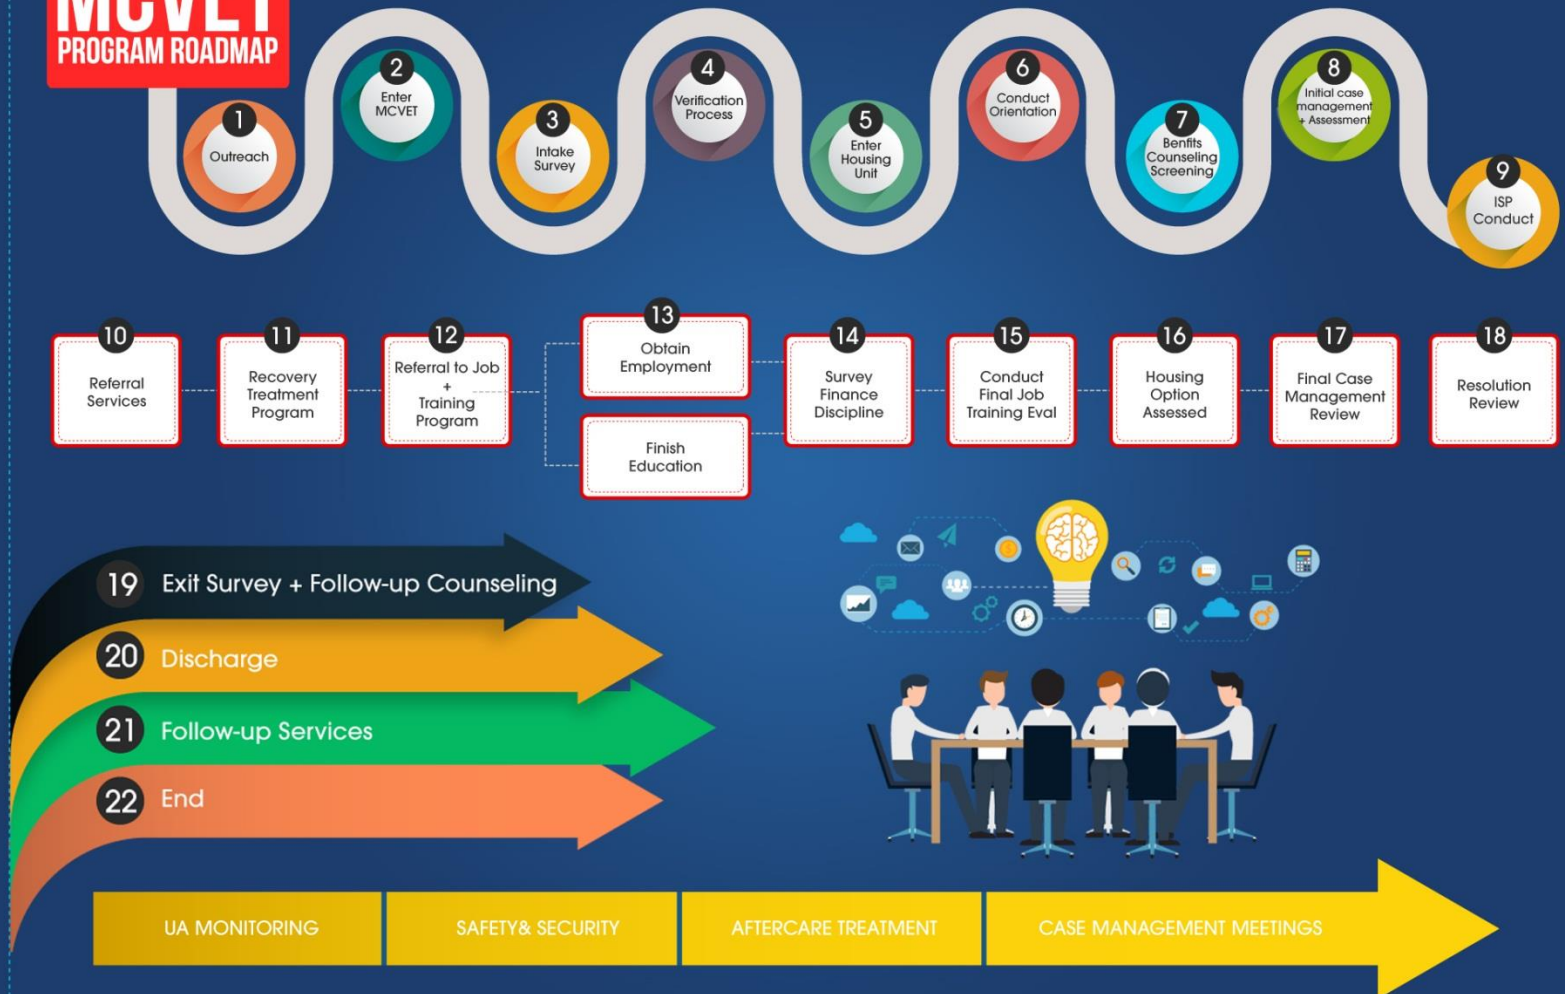 MCVET
PROGRAM ROADMAP
1
Outreach
2
Enter
MCVET
3
Intake
Survey
4
Verification
Process
5
Enter
Housing
Unit
6
Conduct
Orientation
7
Benfits
Counseling
Screening
8
Initial case
management
+ Assessment
9
ISP
Conduct
10
Referral
Services
11
Recovery
Treatment
Program
12
Referral to Job
+
Training
Program
13
Obtain
Employment
Finish
Education
14
Survey
Finance
Discipline
15
Conduct
Final Job
Training Eval
16
Housing
Option
Assessed
17
Final Case
Management
Review
18
Resolution
Review
19 Exit Survey + Follow-up Counseling
20 Discharge
21 Follow-up Services
22 End
UA MONITORING SAFETY& SECURITY AFTERCARE TREATMENT CASE MANAGEMENT MEETINGS